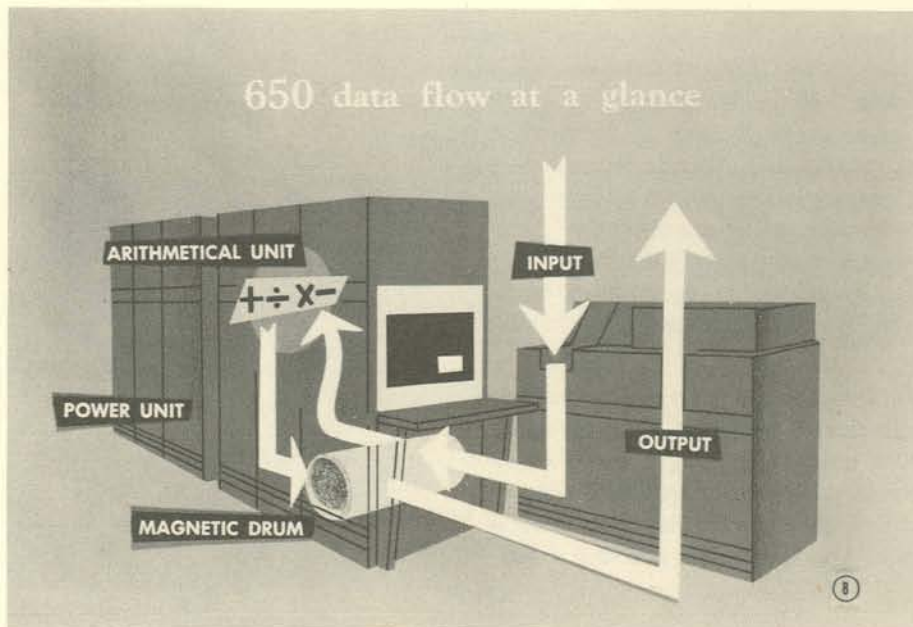 650 data flow at a glance
ARITHMETICAL UNIT
+÷x−
INPUT
POWER UNIT
OUTPUT
MAGNETIC DRUM
8